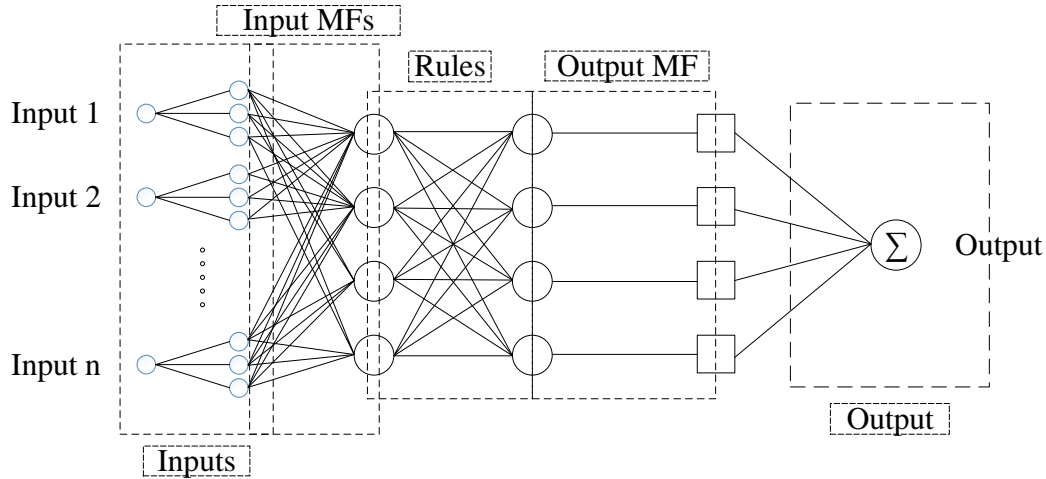 Input MFs
Rules
Output MF
Input 1
Input 2
Input n
∑
Output
Output
Inputs